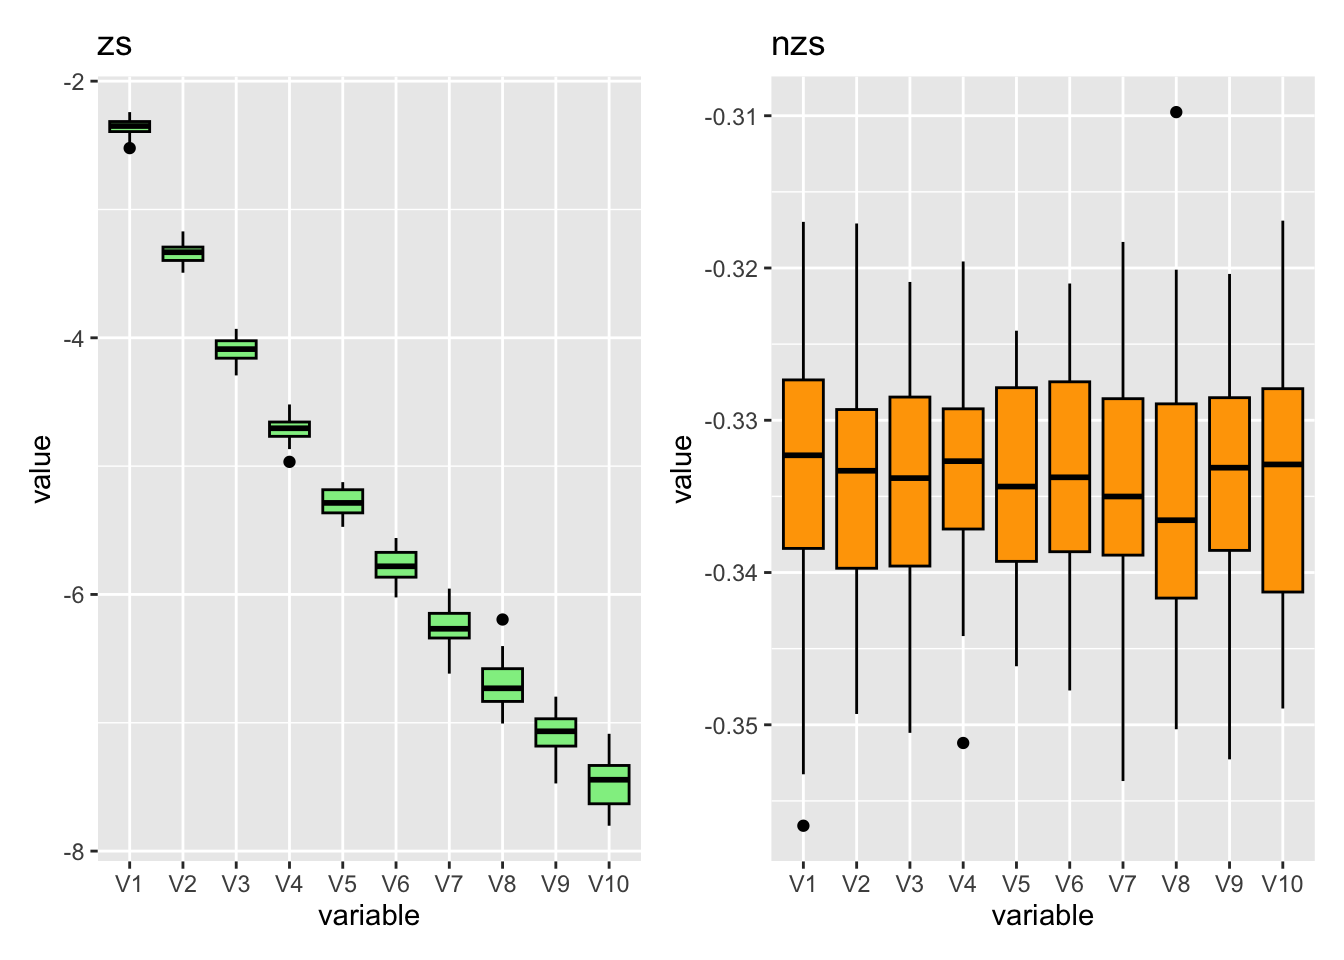 zs
-2
-4
-6
-8
value
V1 V2 V3 V4 V5 V6 V7 V8 V9 V10
variable
nzs
-0.31
-0.32
-0.33
-0.34
-0.35
value
V1 V2 V3 V4 V5 V6 V7 V8 V9 V10
variable